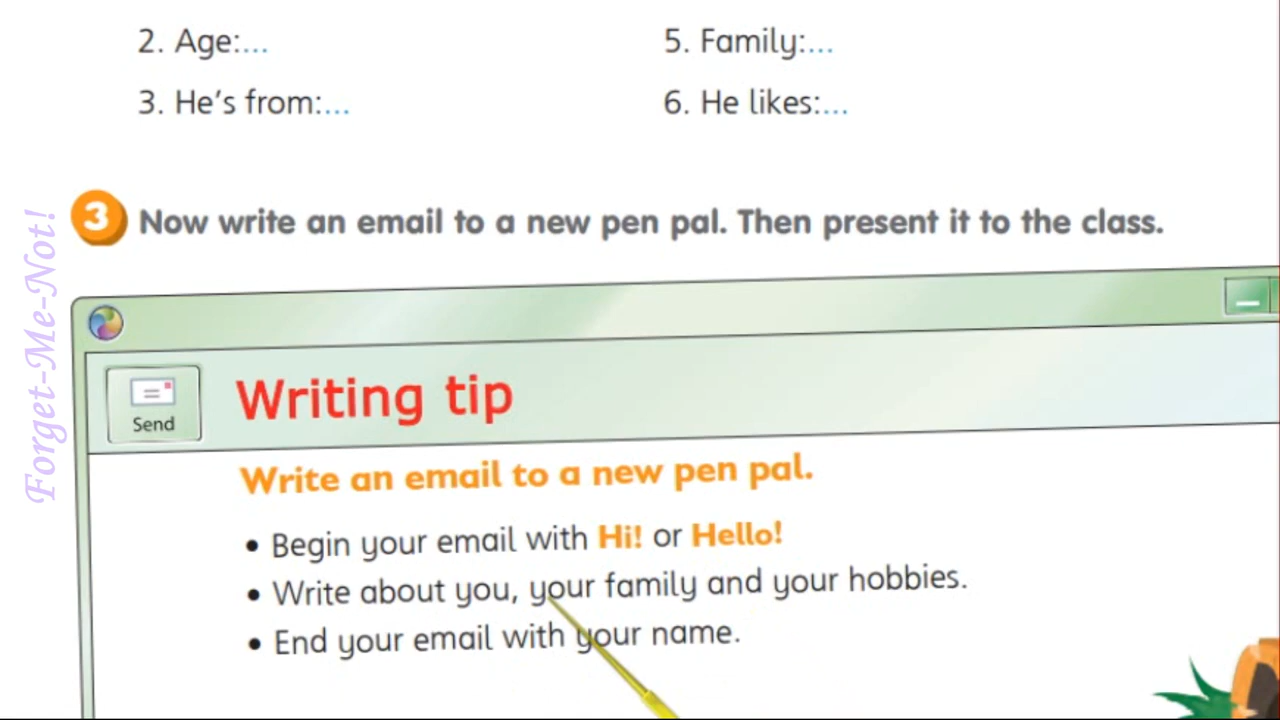 2. Age:...
5. Family:...
3. He's from:...
6. He likes:...
3 Now write an email to a new pen pal. Then present it to the class.
Forget-Me-Not!
Send
Writing tip
Write an email to a new pen pal.
• Begin your email with Hi! or Hello!
• Write about you, your family and your hobbies.
• End your email with your name.